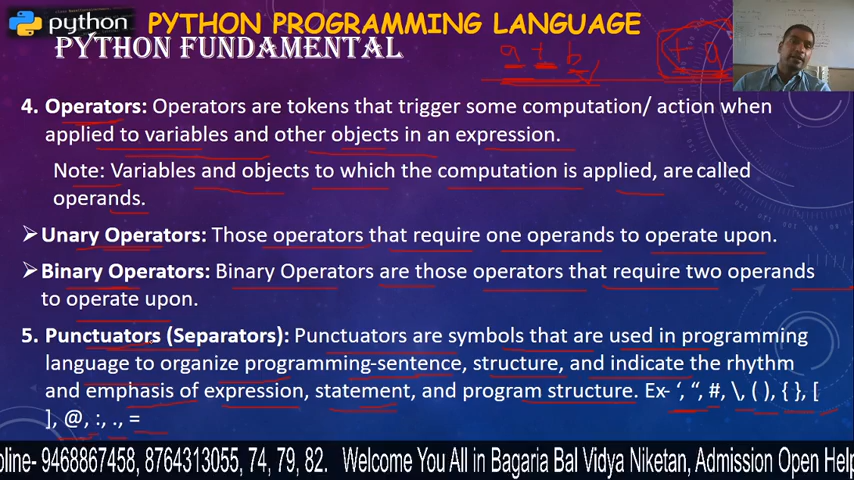 python
PYTHON PROGRAMMING LANGUAGE
PYTHON FUNDAMENTAL
a + b
+ a
4. Operators: Operators are tokens that trigger some computation/ action when
applied to variables and other objects in an expression.
Note: Variables and objects to which the computation is applied, are called
operands.
➢Unary Operators: Those operators that require one operands to operate upon.
➢Binary Operators: Binary Operators are those operators that require two operands
to operate upon.
5. Punctuators (Separators): Punctuators are symbols that are used in programming
language to organize programming-sentence, structure, and indicate the rhythm
and emphasis of expression, statement, and program structure. Ex- ‘, “, #, \, ( ), { }, [
], @, :, ., =
pline- 9468867458, 8764313055, 74, 79, 82. Welcome You All in Bagaria Bal Vidya Niketan, Admission Open Help